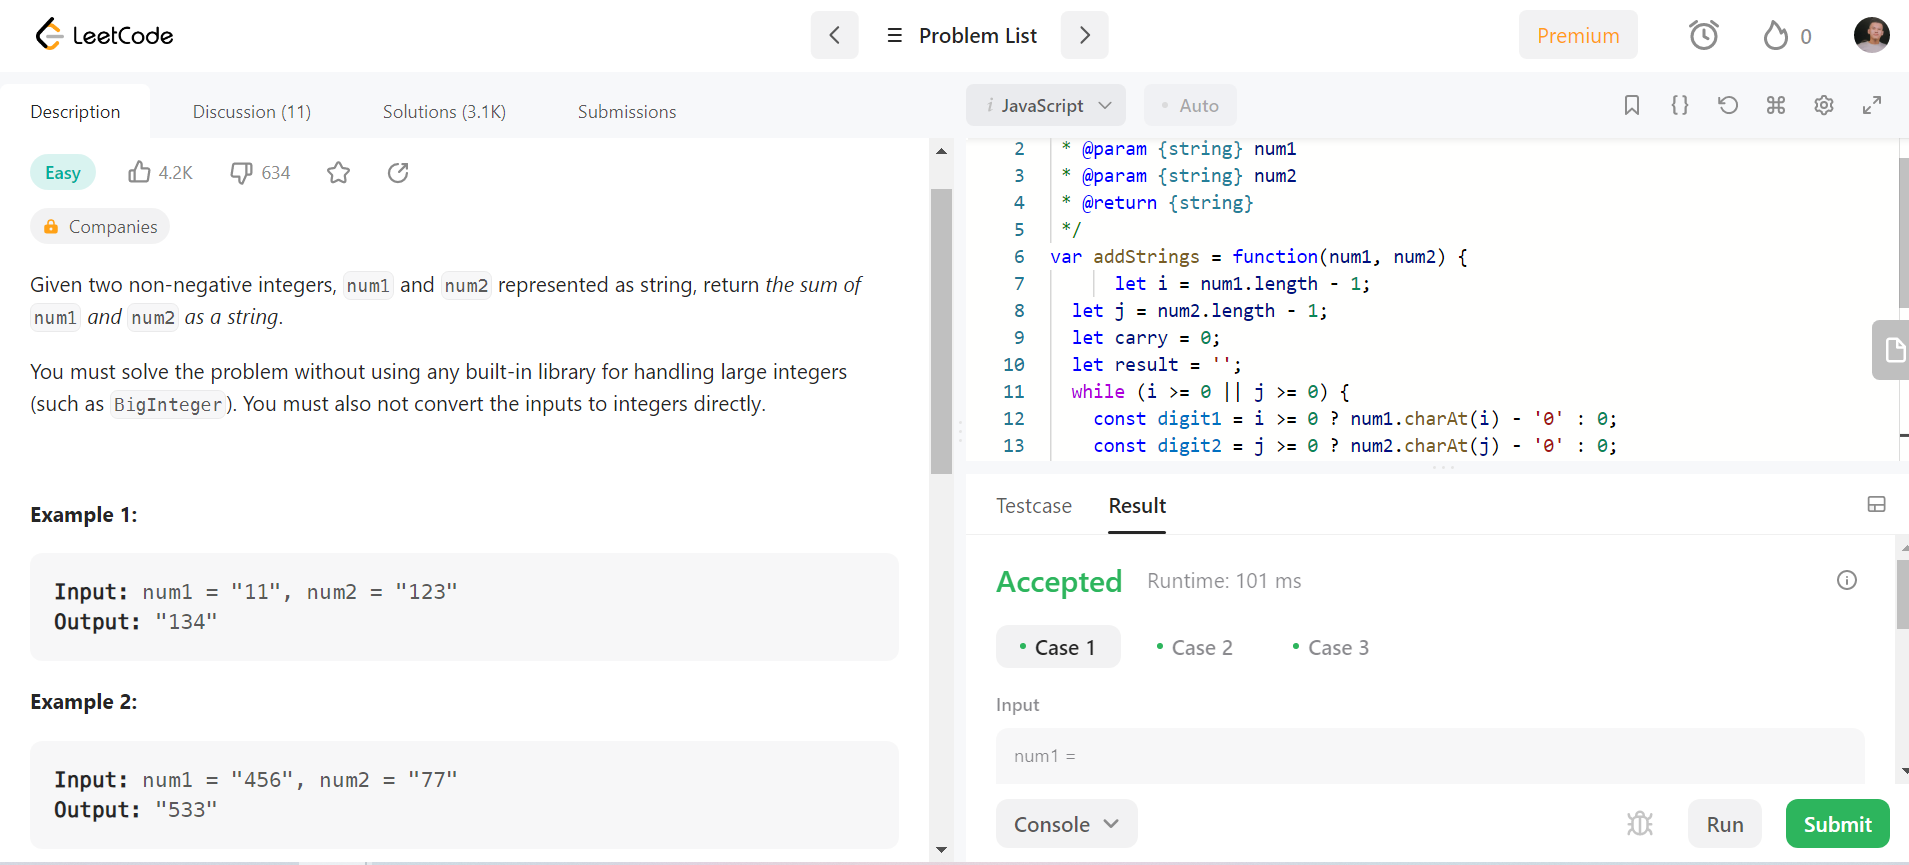 LeetCode
Problem List
Premium
0
Description
Discussion (11)
Solutions (3.1K)
Submissions
Easy
4.2K
634
Companies
Given two non-negative integers, num1 and num2 represented as string, return the sum of
num1 and num2 as a string.
You must solve the problem without using any built-in library for handling large integers
(such as BigInteger). You must also not convert the inputs to integers directly.
Example 1:
Input: num1 = "11", num2 = "123"
Output: "134"
Example 2:
Input: num1 = "456", num2 = "77"
Output: "533"
i JavaScript
• Auto
2 * @param {string} num1
3 * @param {string} num2
4 * @return {string}
5 */
6 var addStrings = function(num1, num2) {
7 let i = num1.length - 1;
8 let j = num2.length - 1;
9 let carry = 0;
10 let result = '';
11 while (i >= 0 || j >= 0) {
12 const digit1 = i >= 0 ? num1.charAt(i) - '0' : 0;
13 const digit2 = j >= 0 ? num2.charAt(j) - '0' : 0;
Testcase
Result
Accepted
Runtime: 101 ms
• Case 1
• Case 2
• Case 3
Input
num1 =
Console
Run
Submit